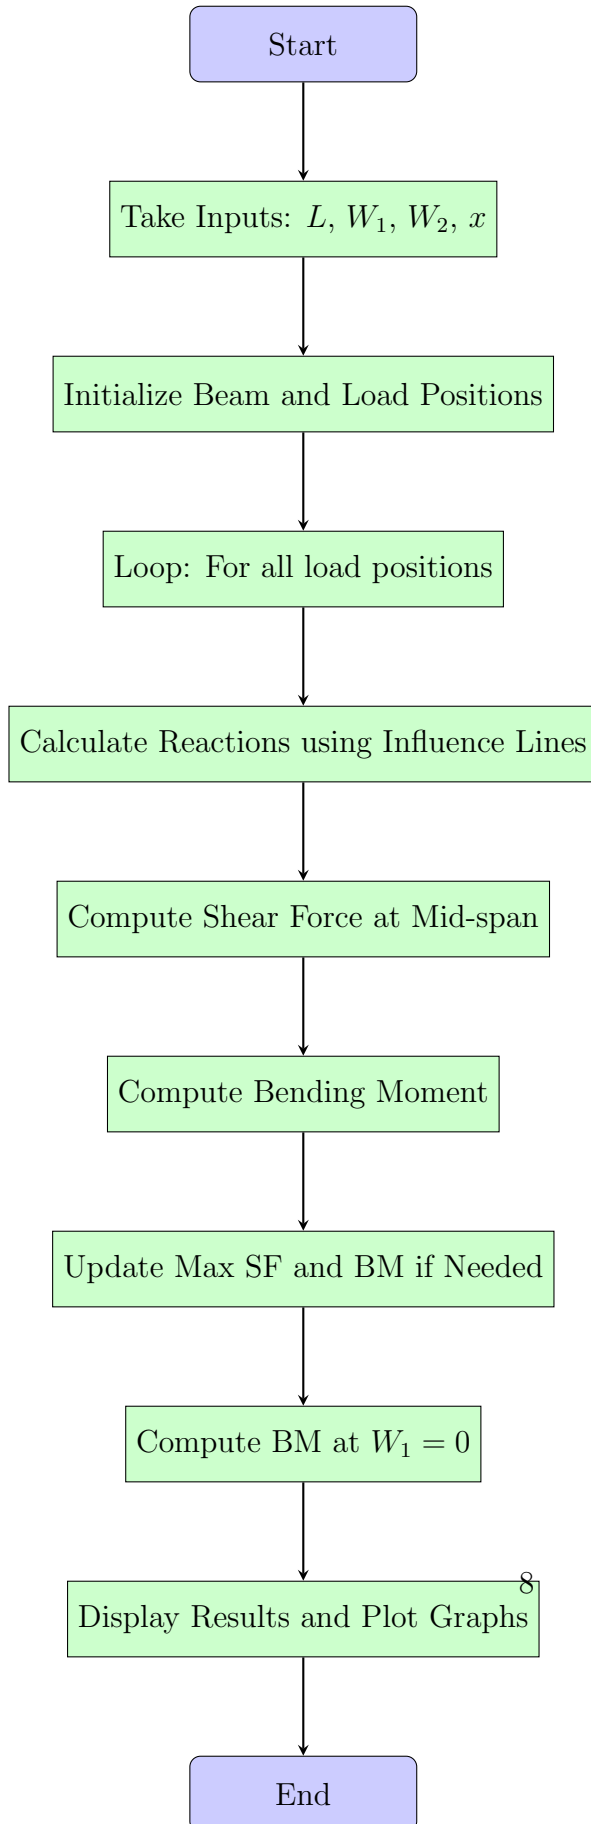 Start
Take Inputs: L, W₁, W₂, x
Initialize Beam and Load Positions
Loop: For all load positions
Calculate Reactions using Influence Lines
Compute Shear Force at Mid-span
Compute Bending Moment
Update Max SF and BM if Needed
Compute BM at W₁ = 0
8
Display Results and Plot Graphs
End